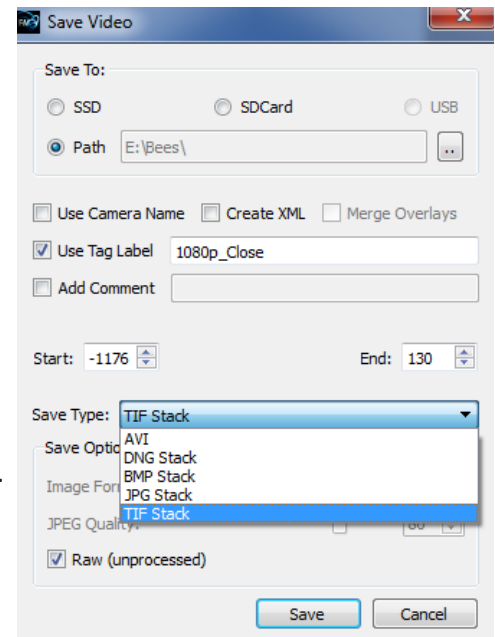 Save Video
Save To:
SSD SDCard USB
Path E:\Bees\ ..
Use Camera Name Create XML Merge Overlays
Use Tag Label 1080p_Close
Add Comment
Start: -1176 End: 130
Save Type: TIF Stack
AVI
Save Optio
DNG Stack
BMP Stack
Image For
JPG Stack
TIF Stack
JPEG Quality:
Raw (unprocessed)
Save Cancel